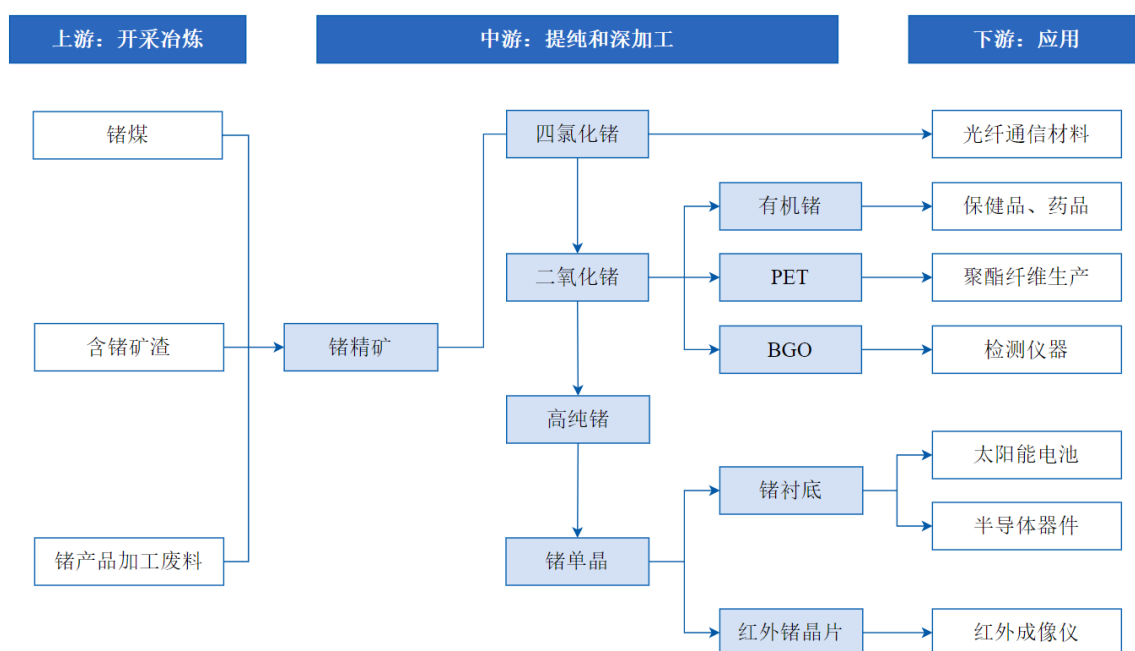 上游：开采冶炼
中游：提纯和深加工
下游：应用
锗煤
四氯化锗
光纤通信材料
有机锗
保健品、药品
二氧化锗
PET
聚酯纤维生产
含锗矿渣
锗精矿
BGO
检测仪器
高纯锗
太阳能电池
锗衬底
半导体器件
锗产品加工废料
锗单晶
红外锗晶片
红外成像仪